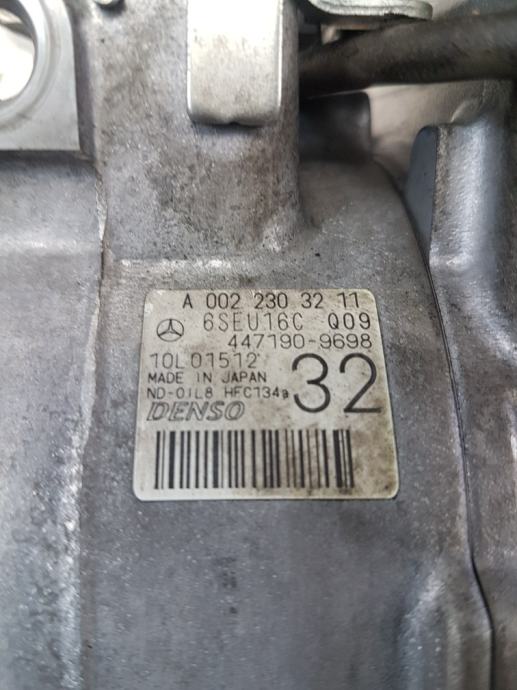 A 002 230 32 11
6SEU16C Q09
447190-9698
10L01512
MADE IN JAPAN
ND-OIL8 HFC134a
32
DENSO